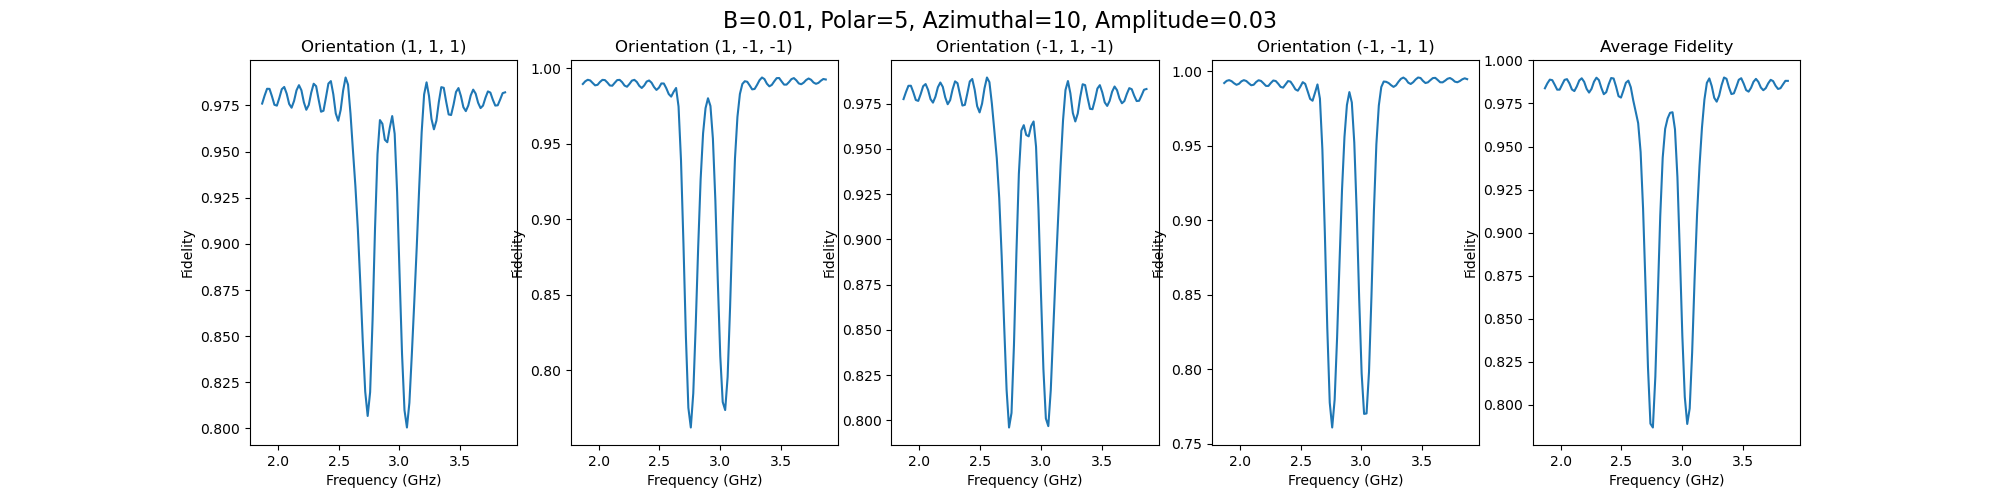 B=0.01, Polar=5, Azimuthal=10, Amplitude=0.03
Orientation (1, 1, 1)
Fidelity
0.975
0.950
0.925
0.900
0.875
0.850
0.825
0.800
2.0 2.5 3.0 3.5
Frequency (GHz)
Orientation (1, -1, -1)
Fidelity
1.00
0.95
0.90
0.85
0.80
2.0 2.5 3.0 3.5
Frequency (GHz)
Orientation (-1, 1, -1)
Fidelity
0.975
0.950
0.925
0.900
0.875
0.850
0.825
0.800
2.0 2.5 3.0 3.5
Frequency (GHz)
Orientation (-1, -1, 1)
Fidelity
1.00
0.95
0.90
0.85
0.80
0.75
2.0 2.5 3.0 3.5
Frequency (GHz)
Average Fidelity
Fidelity
1.000
0.975
0.950
0.925
0.900
0.875
0.850
0.825
0.800
2.0 2.5 3.0 3.5
Frequency (GHz)